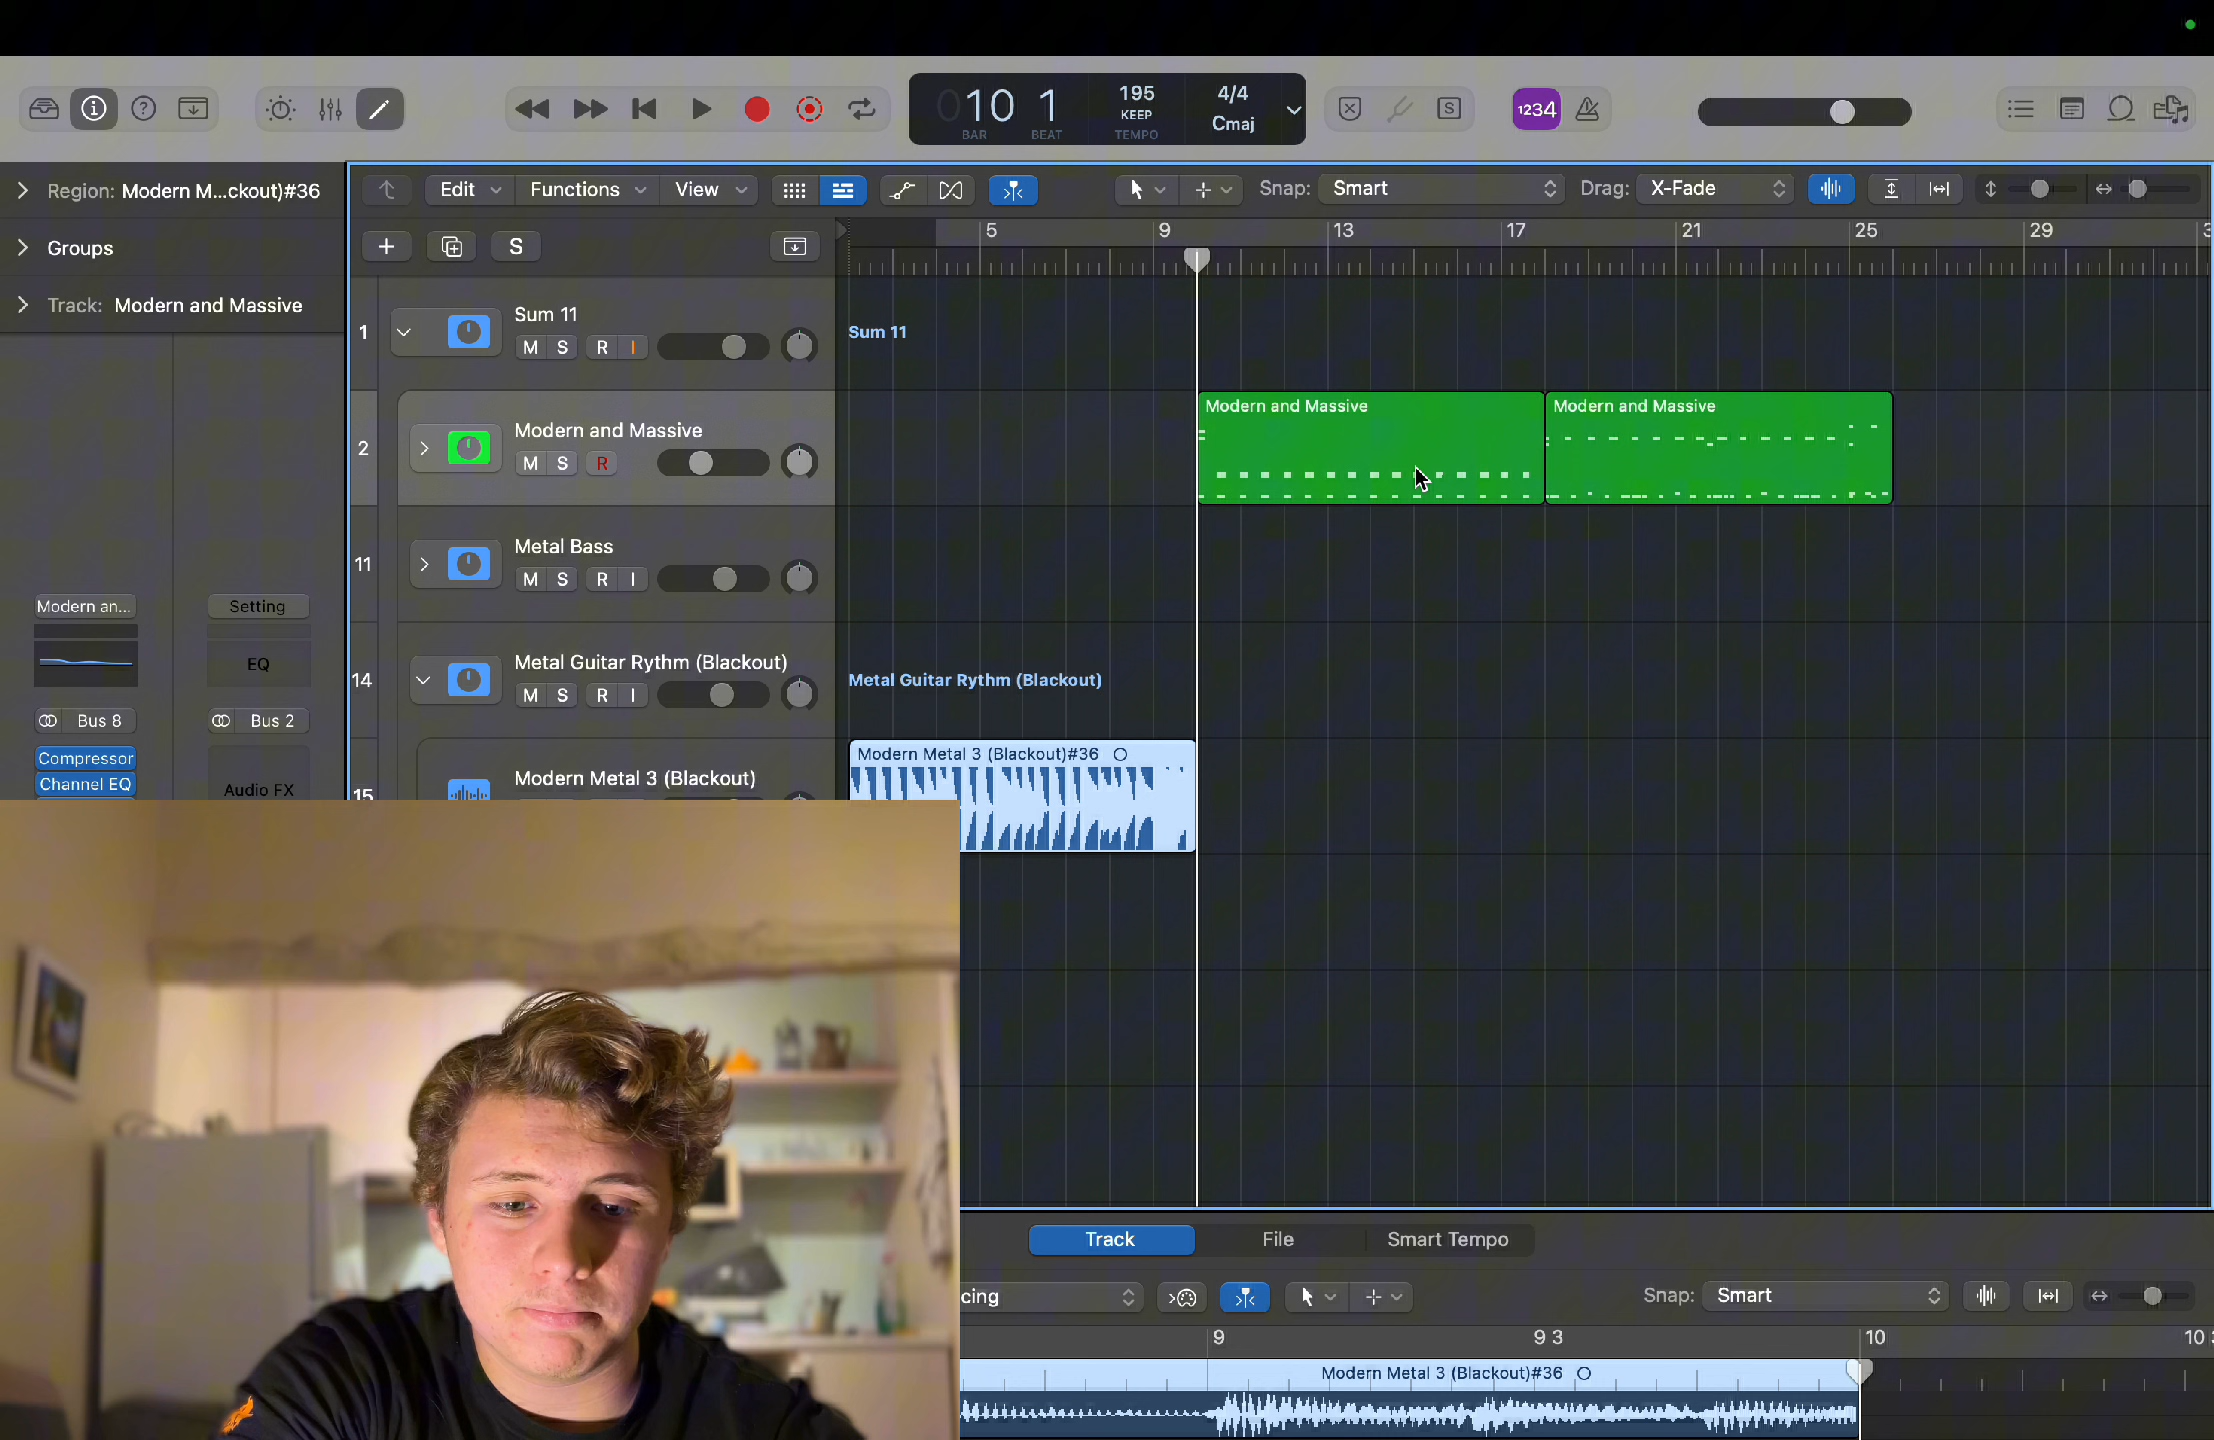 10 1 195 4/4
KEEP Cmaj
BAR BEAT TEMPO
1234
S
Region: Modern M...ckout)#36
Edit Functions View Snap: Smart Drag: X-Fade
Groups
S
5 9 13 17 21 25 29
Track: Modern and Massive
1 Sum 11
M S R I
Sum 11
2 Modern and Massive
M S R
Modern and Massive
Modern and Massive
11 Metal Bass
M S R I
14 Metal Guitar Rythm (Blackout)
M S R I
Metal Guitar Rythm (Blackout)
15 Modern Metal 3 (Blackout)
Modern Metal 3 (Blackout)#36
Modern an... Setting
EQ
Bus 8 Bus 2
Compressor
Channel EQ Audio FX
Track File Smart Tempo
cing Snap: Smart
9 9 3 10 10
Modern Metal 3 (Blackout)#36